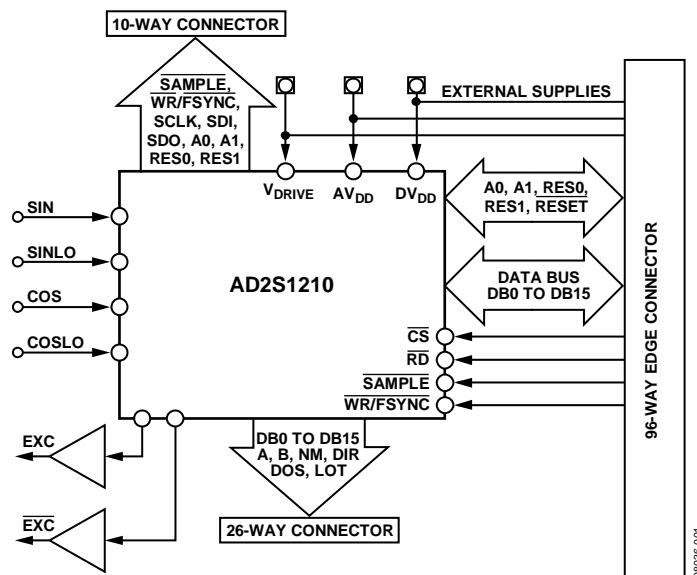 10-WAY CONNECTOR
SAMPLE,
WR/FSYNC,
SCLK, SDI,
SDO, A0, A1,
RES0, RES1
EXTERNAL SUPPLIES
VDRIVE AVDD DVDD
A0, A1, RES0,
RES1, RESET
SIN
SINLO
COS
COSLO
AD2S1210
DATA BUS
DB0 TO DB15
CS
RD
SAMPLE
WR/FSYNC
96-WAY EDGE CONNECTOR
EXC
EXC
DB0 TO DB15
A, B, NM, DIR
DOS, LOT
26-WAY CONNECTOR